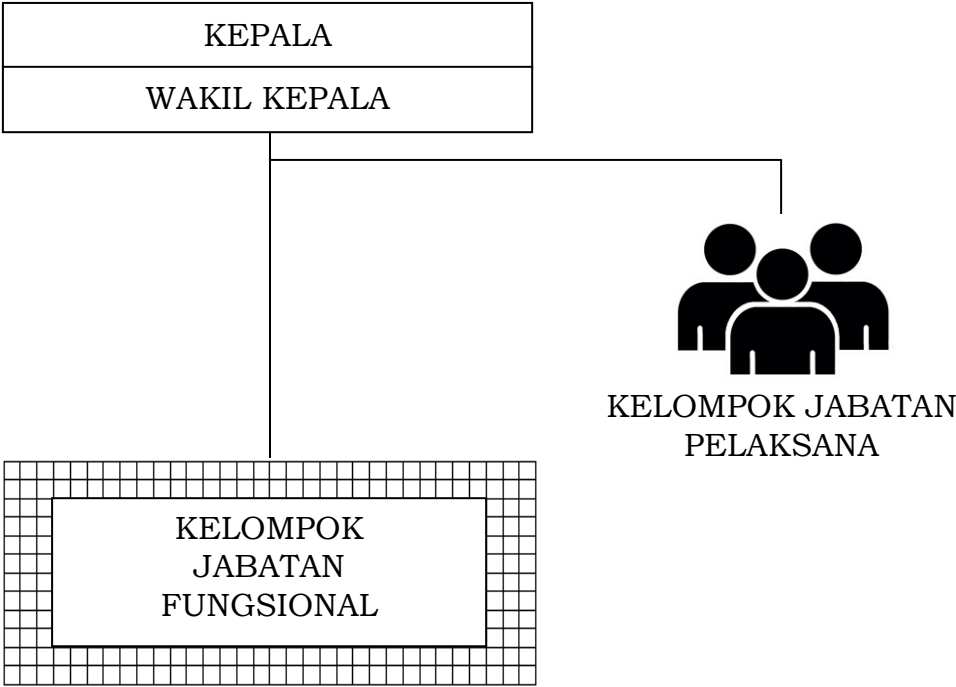 KEPALA
WAKIL KEPALA
KELOMPOK JABATAN
PELAKSANA
KELOMPOK
JABATAN
FUNGSIONAL